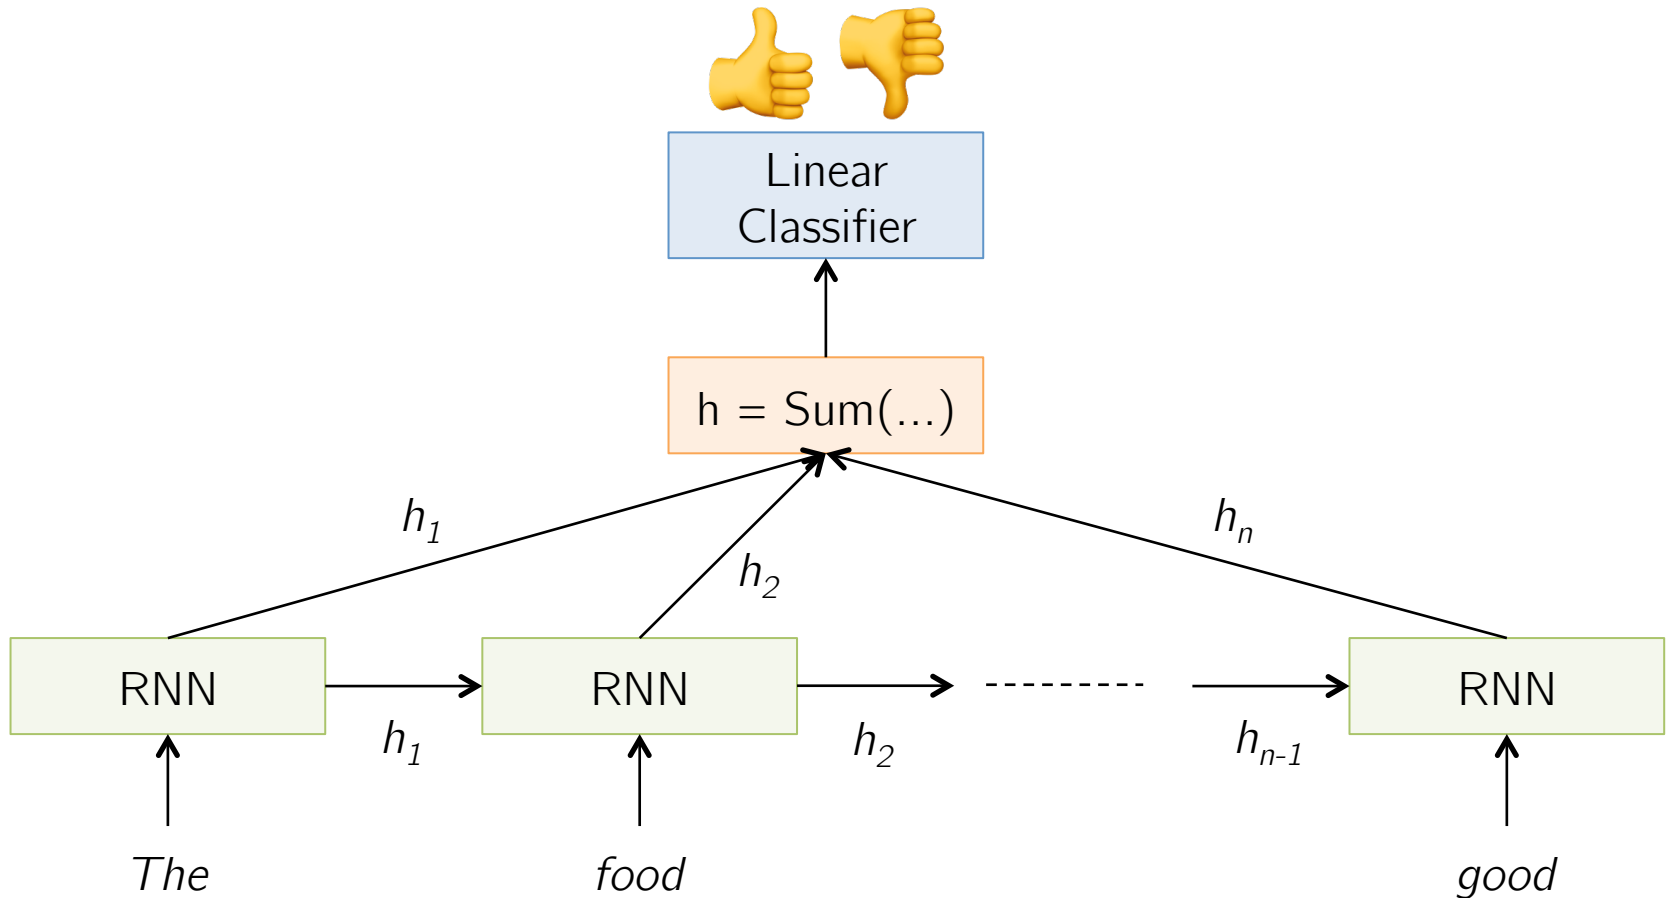 Linear
Classifier
h = Sum(...)
h₁
h₂
hₙ
RNN
RNN
RNN
h₁
h₂
hₙ₋₁
The
food
good